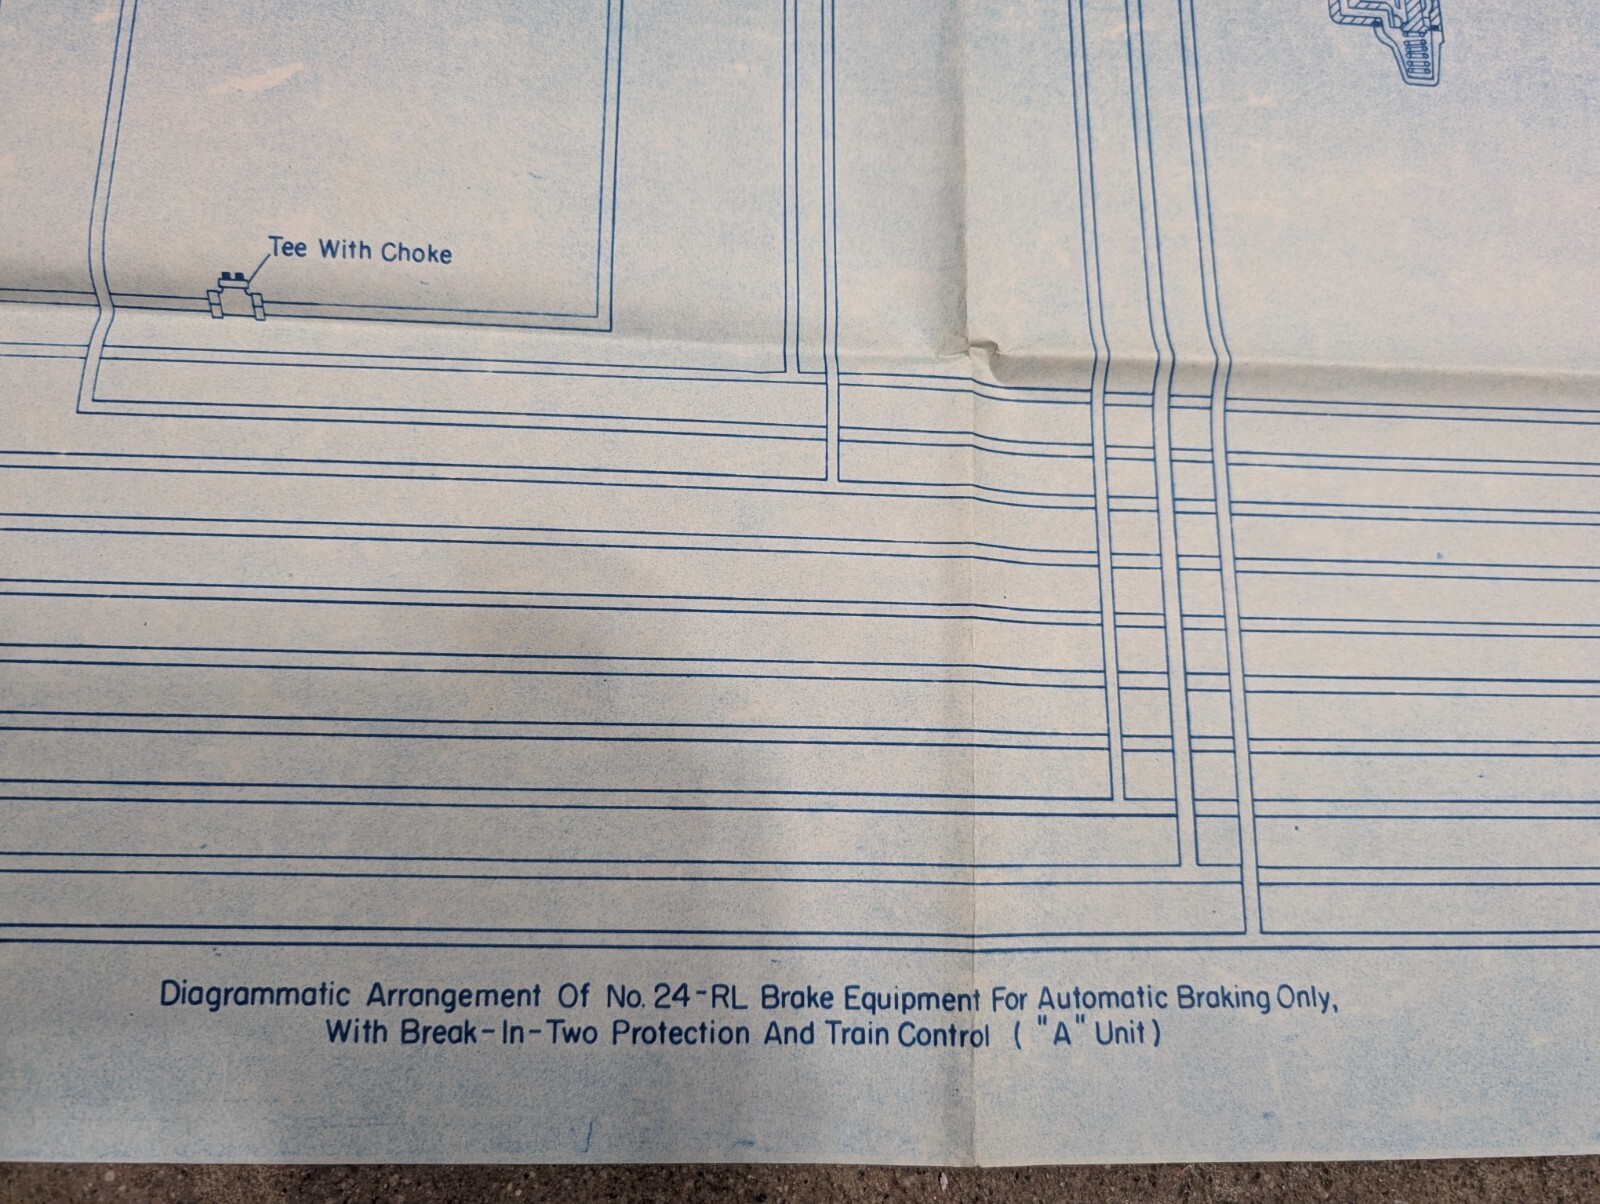 Tee With Choke
Diagrammatic Arrangement Of No. 24-RL Brake Equipment For Automatic Braking Only,
With Break-In-Two Protection And Train Control ( "A" Unit )